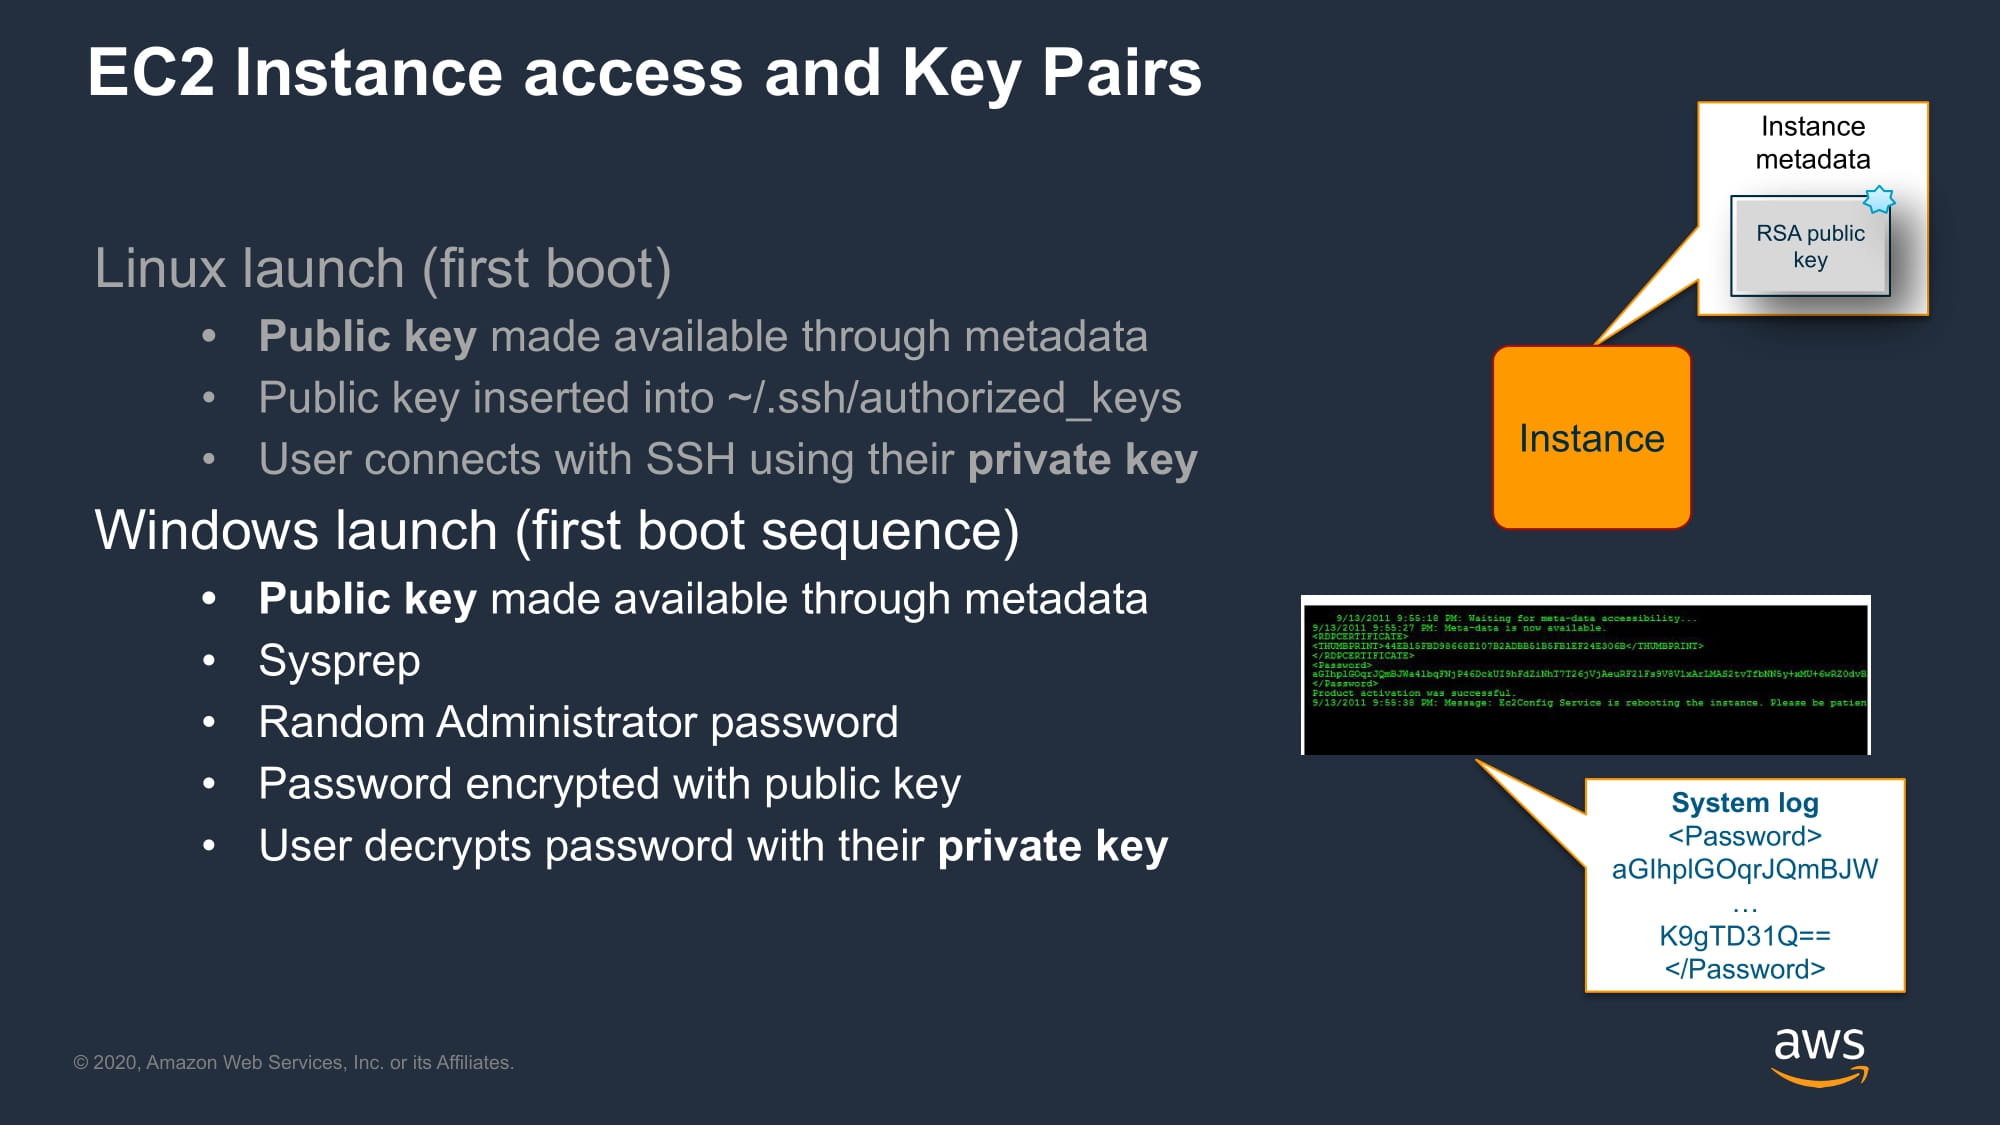 EC2 Instance access and Key Pairs
Instance
metadata
RSA public
key
Instance
Linux launch (first boot)
• Public key made available through metadata
• Public key inserted into ~/.ssh/authorized_keys
• User connects with SSH using their private key
Windows launch (first boot sequence)
• Public key made available through metadata
• Sysprep
• Random Administrator password
• Password encrypted with public key
• User decrypts password with their private key
9/13/2011 9:55:18 PM: Waiting for meta-data accessibility...
9/13/2011 9:55:27 PM: Meta-data is now available.
<RDPCERTIFICATE>
<THUMBPRINT>44EB15FBD98668E107B2ADBB51B5FB1EF24E306B</THUMBPRINT>
</RDPCERTIFICATE>
<Password>
</Password>
Product activation was successful.
9/13/2011 9:55:38 PM: Message: Ec2Config Service is rebooting the instance. Please be patien
System log
<Password>
aGIhplGOqrJQmBJW
...
K9gTD31Q==
</Password>
© 2020, Amazon Web Services, Inc. or its Affiliates.
aws